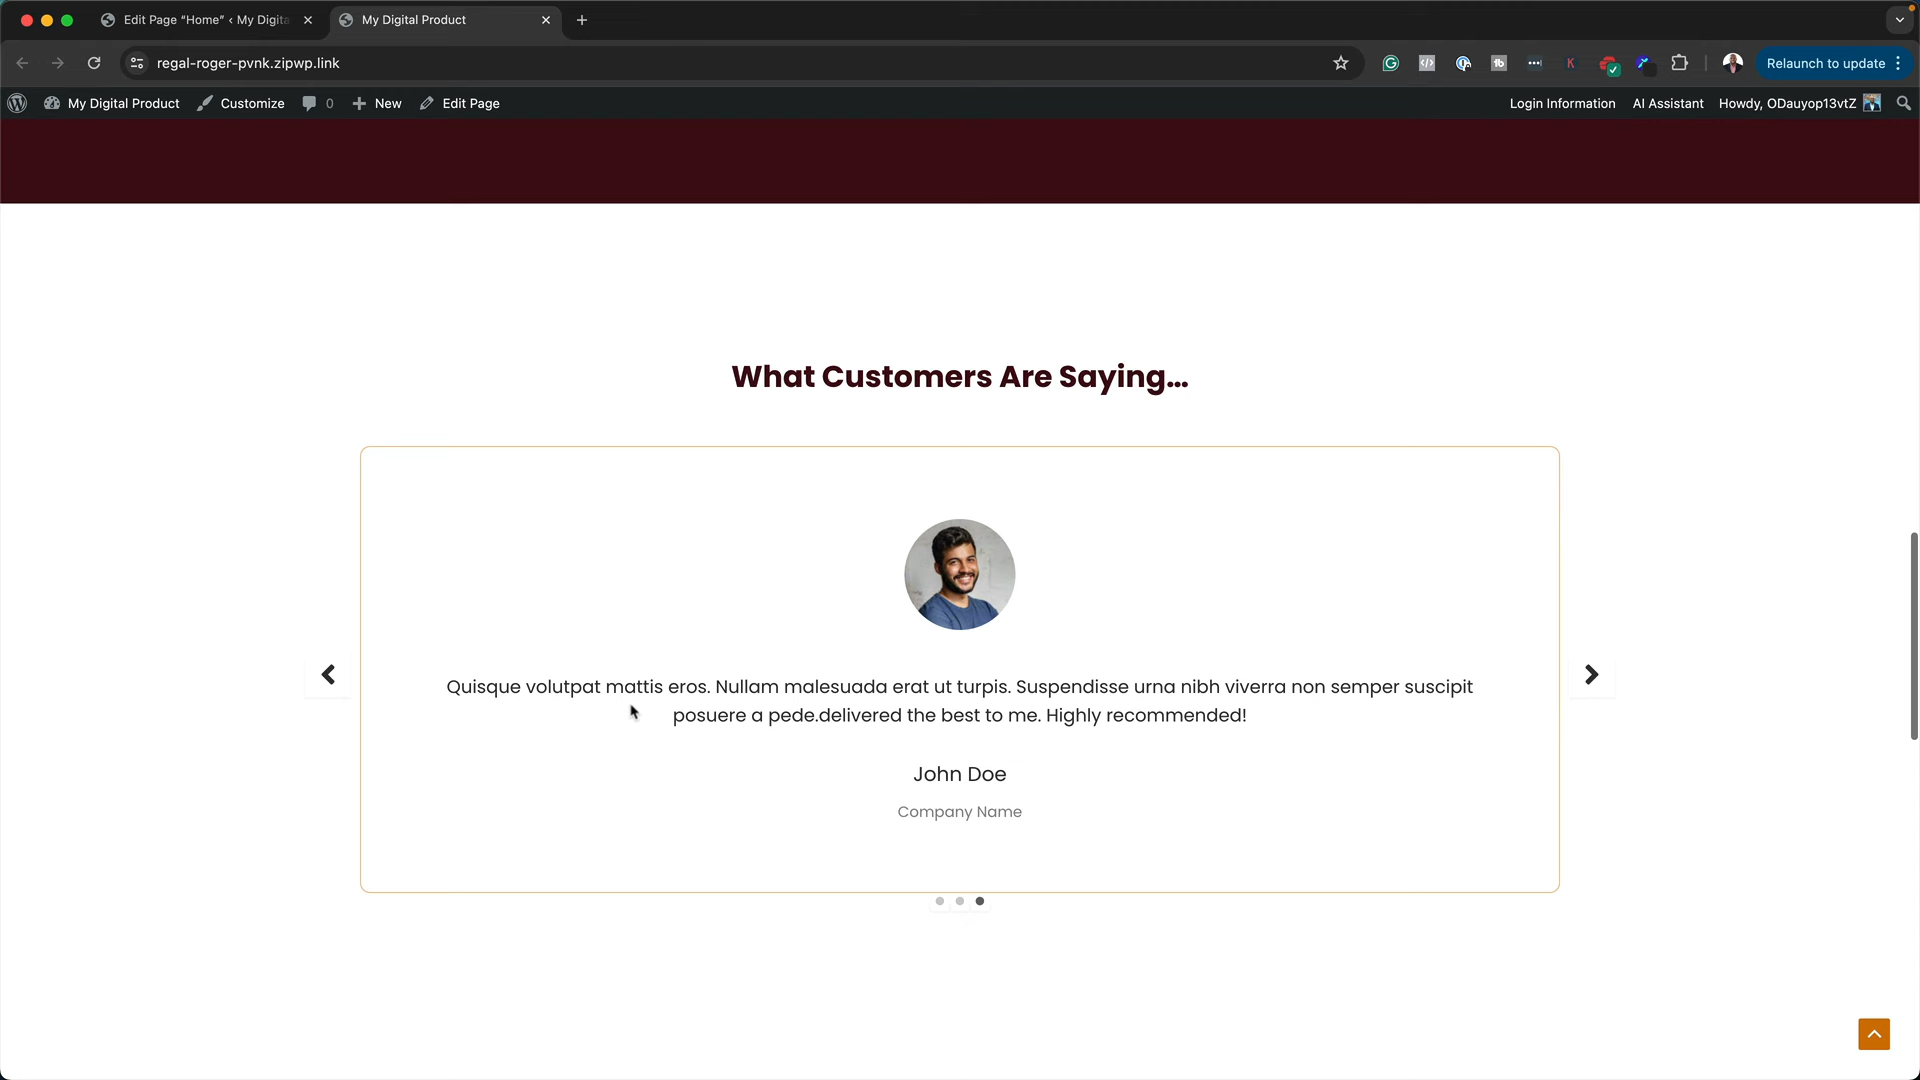 Edit Page “Home” ‹ My Digita
My Digital Product
regal-roger-pvnk.zipwp.link
Relaunch to update
My Digital Product
Customize
0
New
Edit Page
Login Information
AI Assistant
Howdy, ODauyop13vtZ
What Customers Are Saying...
Quisque volutpat mattis eros. Nullam malesuada erat ut turpis. Suspendisse urna nibh viverra non semper suscipit
posuere a pede.delivered the best to me. Highly recommended!
John Doe
Company Name